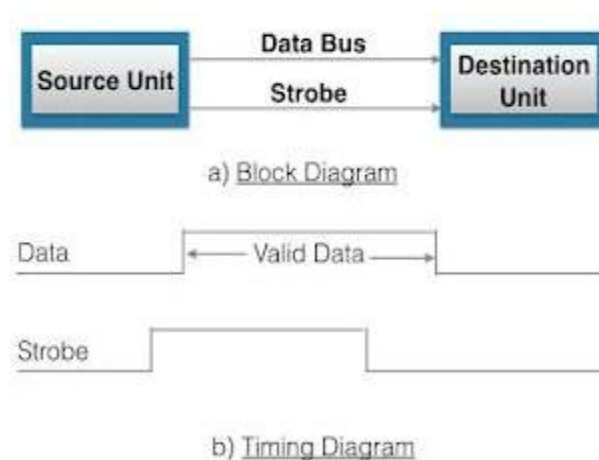 Source Unit
Data Bus
Strobe
Destination
Unit
a) Block Diagram
Data
Valid Data
Strobe
b) Timing Diagram